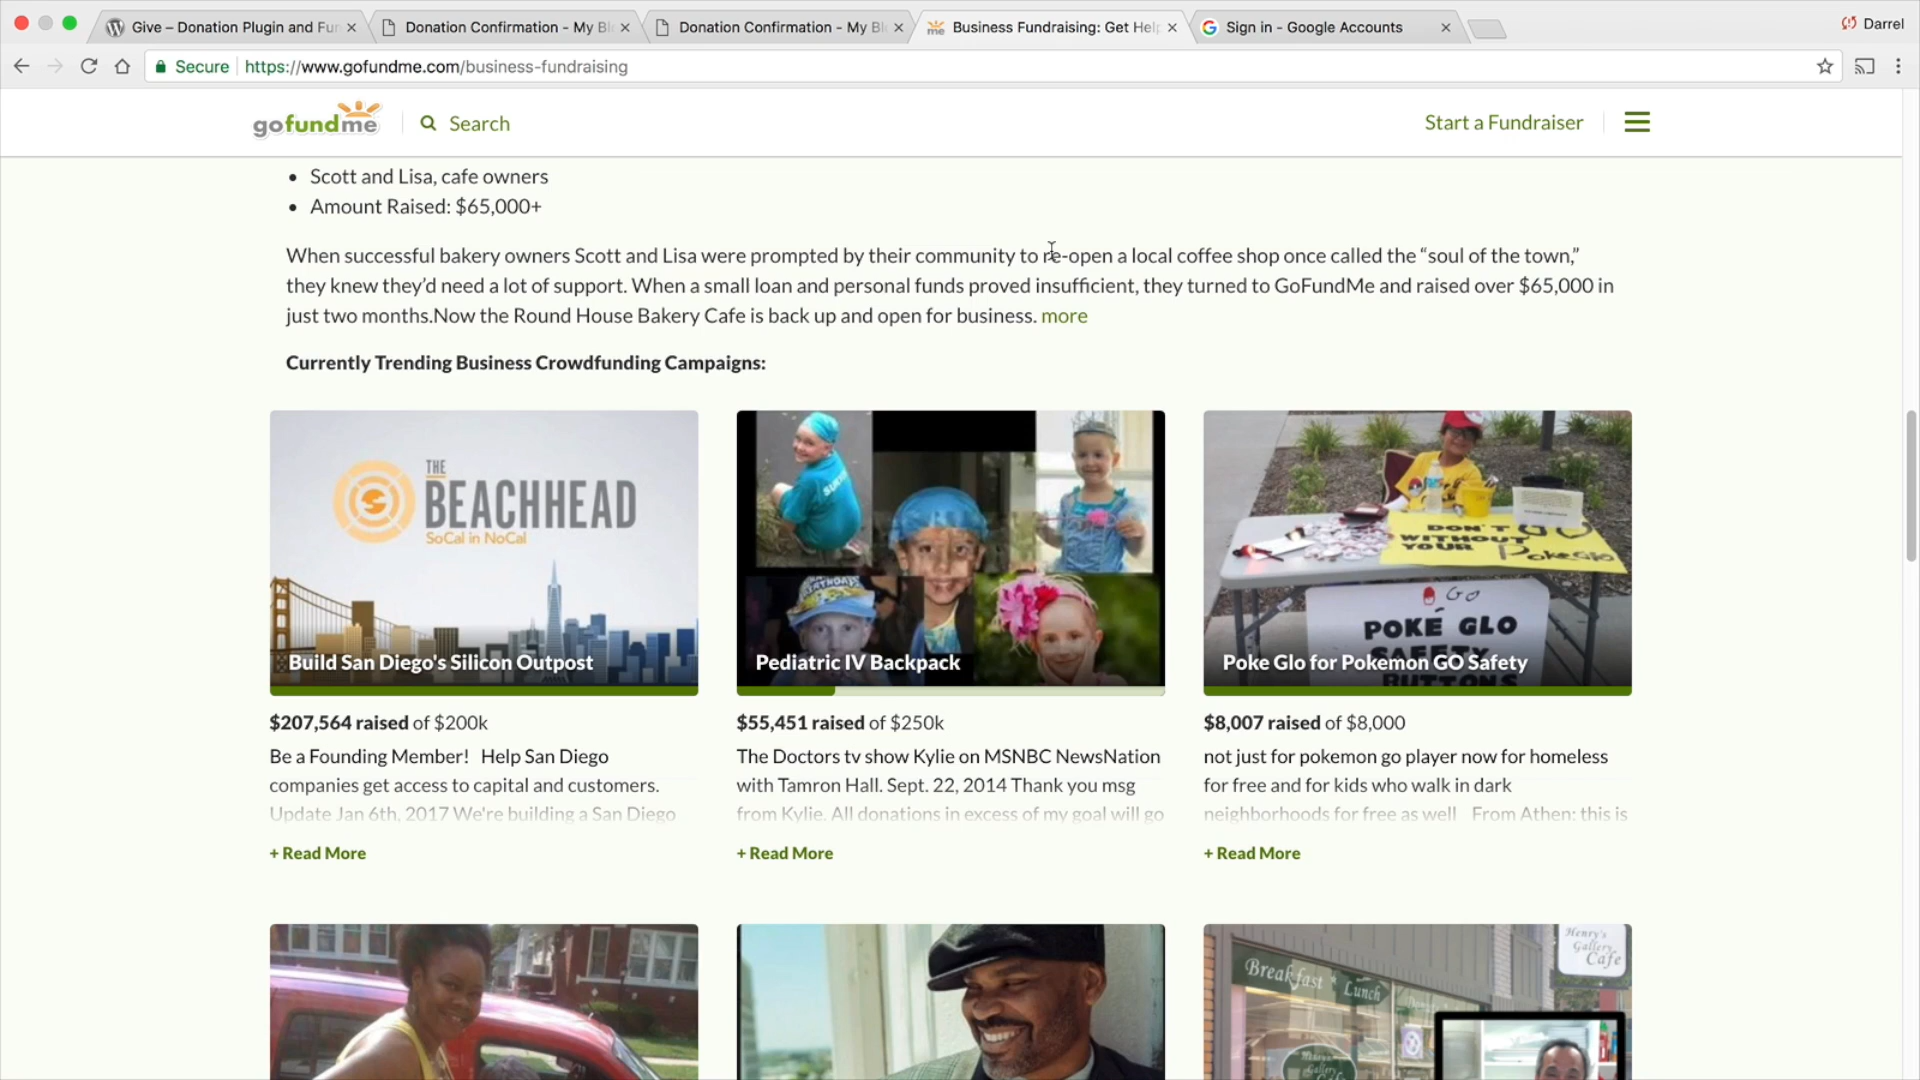 Give – Donation Plugin and Fun
Donation Confirmation - My Bl
Donation Confirmation - My Bl
Business Fundraising: Get Help
Sign in - Google Accounts
Darrel
Secure
https://www.gofundme.com/business-fundraising
gofundme
Search
Start a Fundraiser
• Scott and Lisa, cafe owners
• Amount Raised: $65,000+
When successful bakery owners Scott and Lisa were prompted by their community to re-open a local coffee shop once called the “soul of the town,”
they knew they’d need a lot of support. When a small loan and personal funds proved insufficient, they turned to GoFundMe and raised over $65,000 in
just two months.Now the Round House Bakery Cafe is back up and open for business. more
Currently Trending Business Crowdfunding Campaigns:
THE
BEACHHEAD
SoCal in NoCal
Build San Diego's Silicon Outpost
$207,564 raised of $200k
Be a Founding Member! Help San Diego
companies get access to capital and customers.
Update Jan 6th, 2017 We're building a San Diego
+ Read More
Pediatric IV Backpack
$55,451 raised of $250k
The Doctors tv show Kylie on MSNBC NewsNation
with Tamron Hall. Sept. 22, 2014 Thank you msg
from Kylie. All donations in excess of my goal will go
+ Read More
DON'T GO
WITHOUT
YOUR PokeGlo
GO
POKE GLO
SAFETY
BUTTONS
Poke Glo for Pokemon GO Safety
$8,007 raised of $8,000
not just for pokemon go player now for homeless
for free and for kids who walk in dark
neighborhoods for free as well From Athen: this is
+ Read More
Henry's
Gallery
Cafe
Breakfast
Lunch